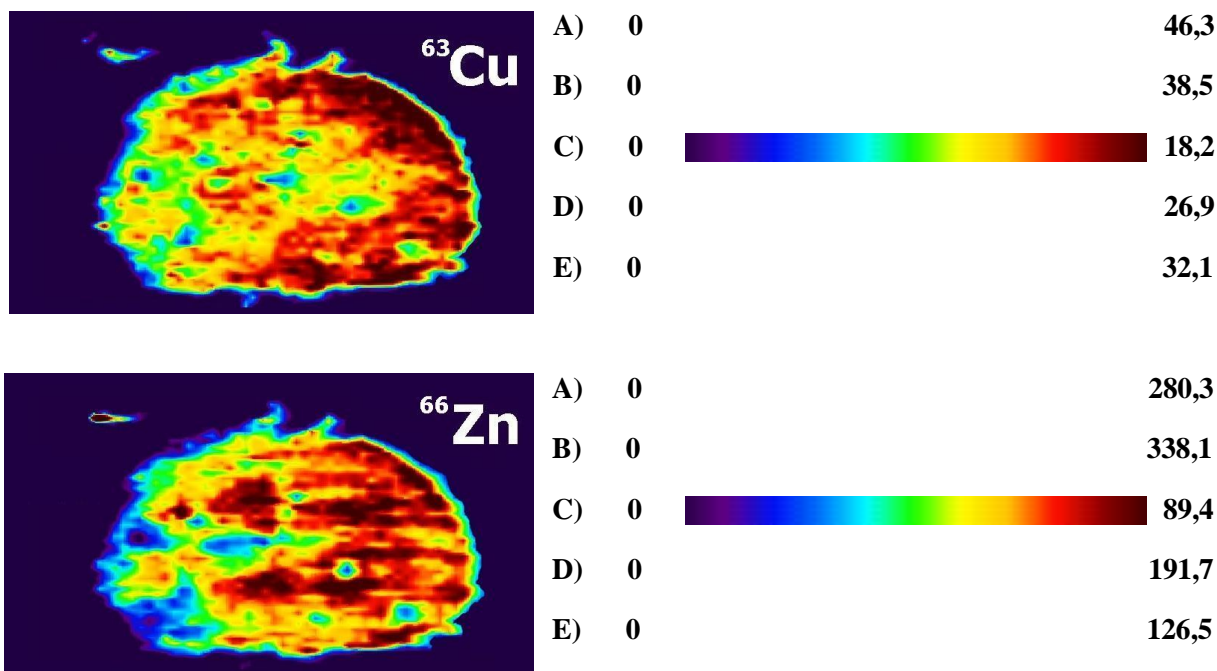 ⁶³Cu
A) 0 46,3
B) 0 38,5
C) 0 18,2
D) 0 26,9
E) 0 32,1
⁶⁶Zn
A) 0 280,3
B) 0 338,1
C) 0 89,4
D) 0 191,7
E) 0 126,5